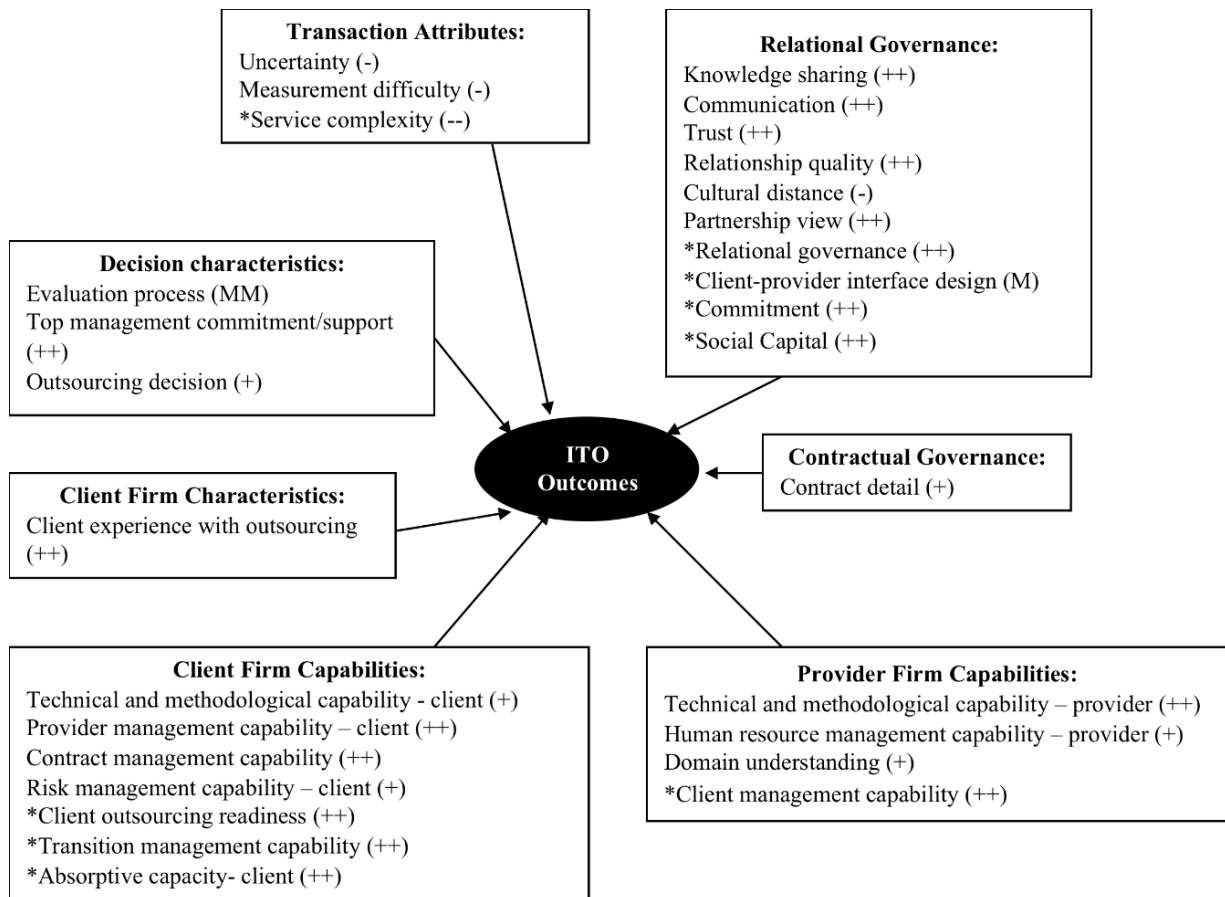 Transaction Attributes:
Uncertainty (-)
Measurement difficulty (-)
*Service complexity (--)
Relational Governance:
Knowledge sharing (++)
Communication (++)
Trust (++)
Relationship quality (++)
Cultural distance (-)
Partnership view (++)
*Relational governance (++)
*Client-provider interface design (M)
*Commitment (++)
*Social Capital (++)
Decision characteristics:
Evaluation process (MM)
Top management commitment/support
(++)
Outsourcing decision (+)
ITO
Outcomes
Contractual Governance:
Contract detail (+)
Client Firm Characteristics:
Client experience with outsourcing
(++)
Client Firm Capabilities:
Technical and methodological capability - client (+)
Provider management capability – client (++)
Contract management capability (++)
Risk management capability – client (+)
*Client outsourcing readiness (++)
*Transition management capability (++)
*Absorptive capacity- client (++)
Provider Firm Capabilities:
Technical and methodological capability – provider (++)
Human resource management capability – provider (+)
Domain understanding (+)
*Client management capability (++)